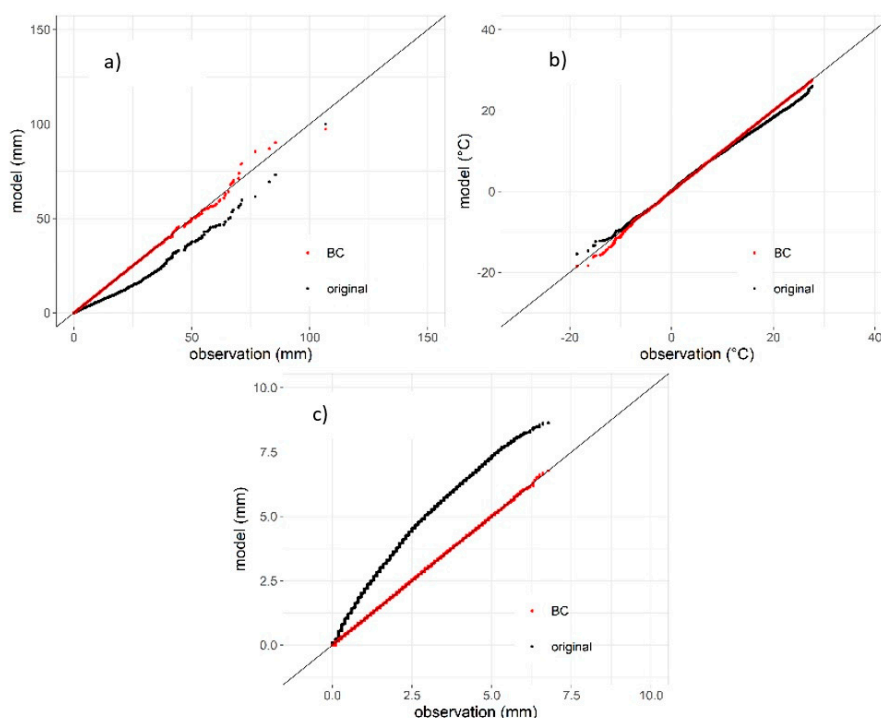 a)
150
100
50
0
model (mm)
BC
original
0
50
100
150
observation (mm)
b)
40
20
0
-20
model (°C)
BC
original
-20
0
20
40
observation (°C)
c)
10.0
7.5
5.0
2.5
0.0
model (mm)
BC
original
0.0
2.5
5.0
7.5
10.0
observation (mm)